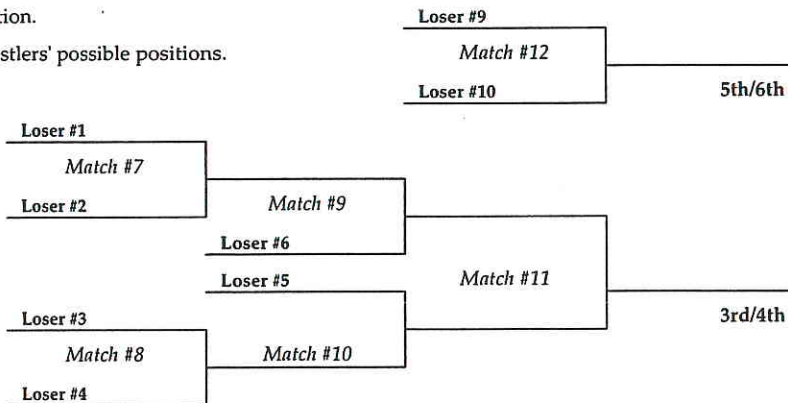 tion.
stlers' possible positions.
Loser #9
Match #12
Loser #10
5th/6th
Loser #1
Match #7
Loser #2
Match #9
Loser #6
Loser #5
Match #11
3rd/4th
Loser #3
Match #8
Match #10
Loser #4